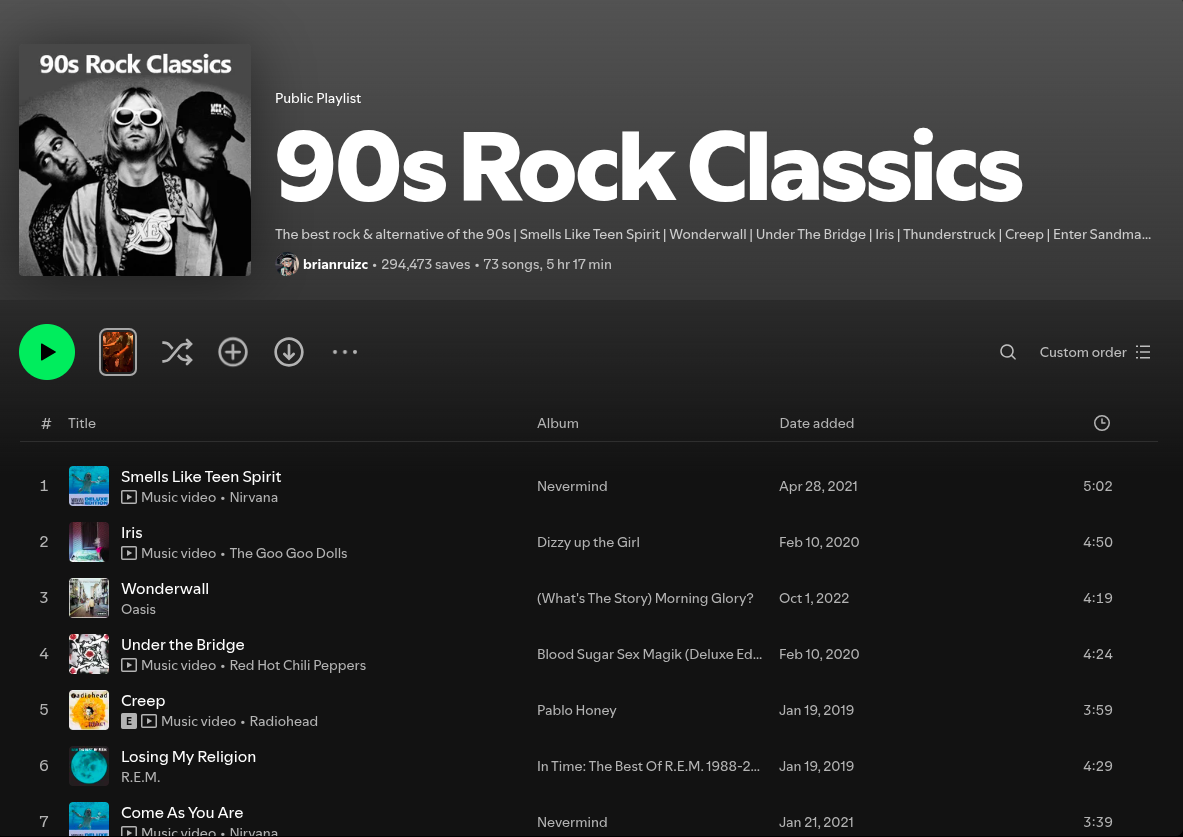 90s Rock Classics
Public Playlist
90s Rock Classics
The best rock & alternative of the 90s | Smells Like Teen Spirit | Wonderwall | Under The Bridge | Iris | Thunderstruck | Creep | Enter Sandma...
brianruizc • 294,473 saves • 73 songs, 5 hr 17 min
Custom order
# Title Album Date added
1 Smells Like Teen Spirit Nevermind Apr 28, 2021 5:02
Music video • Nirvana
2 Iris Dizzy up the Girl Feb 10, 2020 4:50
Music video • The Goo Goo Dolls
3 Wonderwall (What's The Story) Morning Glory? Oct 1, 2022 4:19
Oasis
4 Under the Bridge Blood Sugar Sex Magik (Deluxe Ed... Feb 10, 2020 4:24
Music video • Red Hot Chili Peppers
5 Creep Pablo Honey Jan 19, 2019 3:59
E Music video • Radiohead
6 Losing My Religion In Time: The Best Of R.E.M. 1988-2... Jan 19, 2019 4:29
R.E.M.
7 Come As You Are Nevermind Jan 21, 2021 3:39
Music video • Nirvana